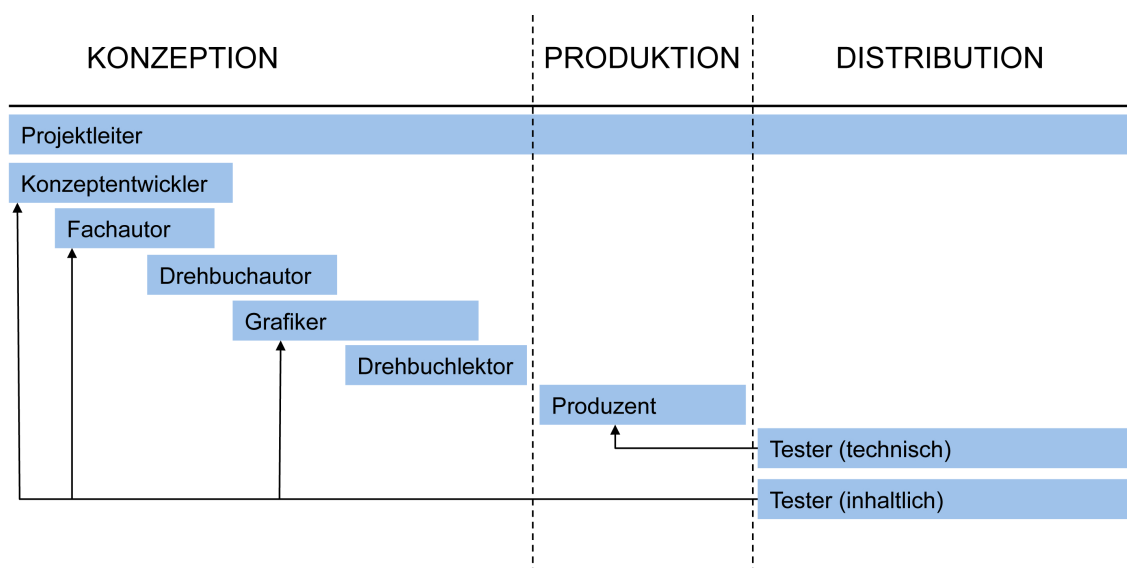 KONZEPTION
PRODUKTION
DISTRIBUTION
Projektleiter
Konzeptentwickler
Fachautor
Drehbuchautor
Grafiker
Drehbuchlektor
Produzent
Tester (technisch)
Tester (inhaltlich)